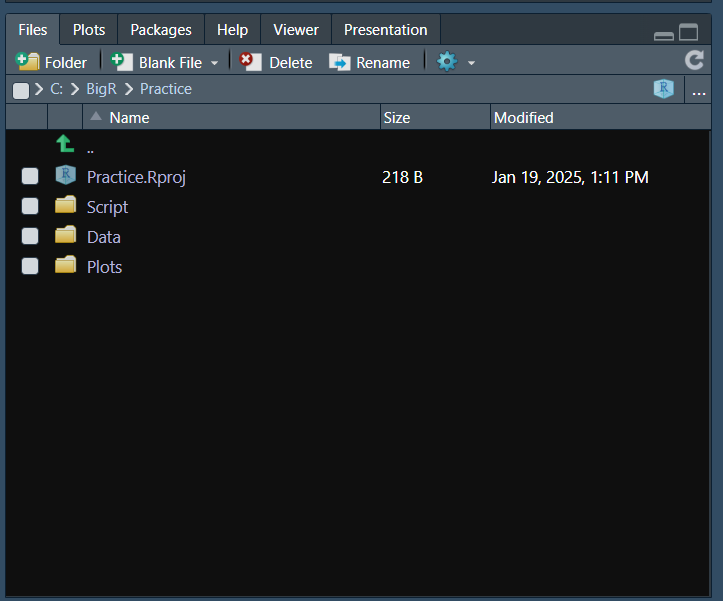 Files Plots Packages Help Viewer Presentation
Folder Blank File Delete Rename
C: BigR Practice R ...
Name Size Modified
..
R Practice.Rproj 218 B Jan 19, 2025, 1:11 PM
Script
Data
Plots